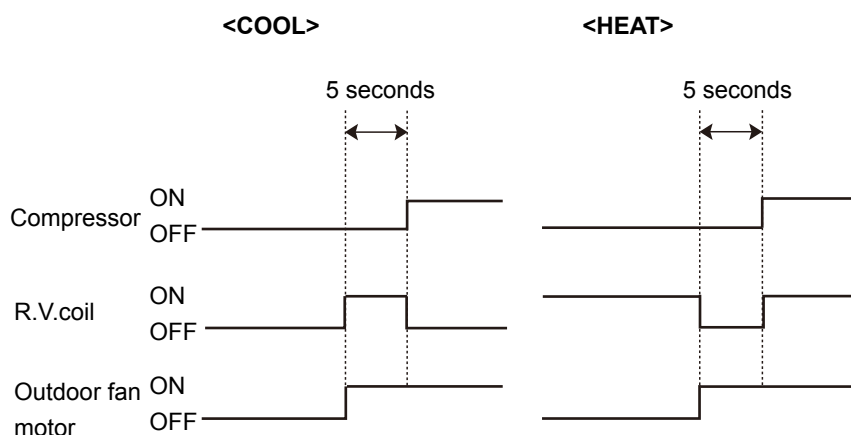 <COOL> <HEAT>
5 seconds 5 seconds
ON
Compressor
OFF
ON
R.V.coil
OFF
Outdoor fan ON
motor OFF